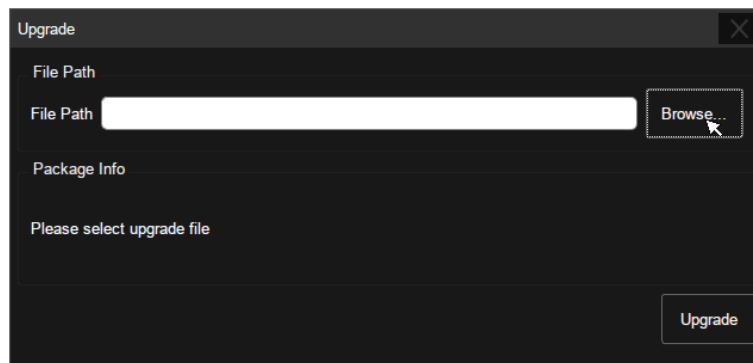 Upgrade
File Path
File Path Browse...
Package Info
Please select upgrade file
Upgrade